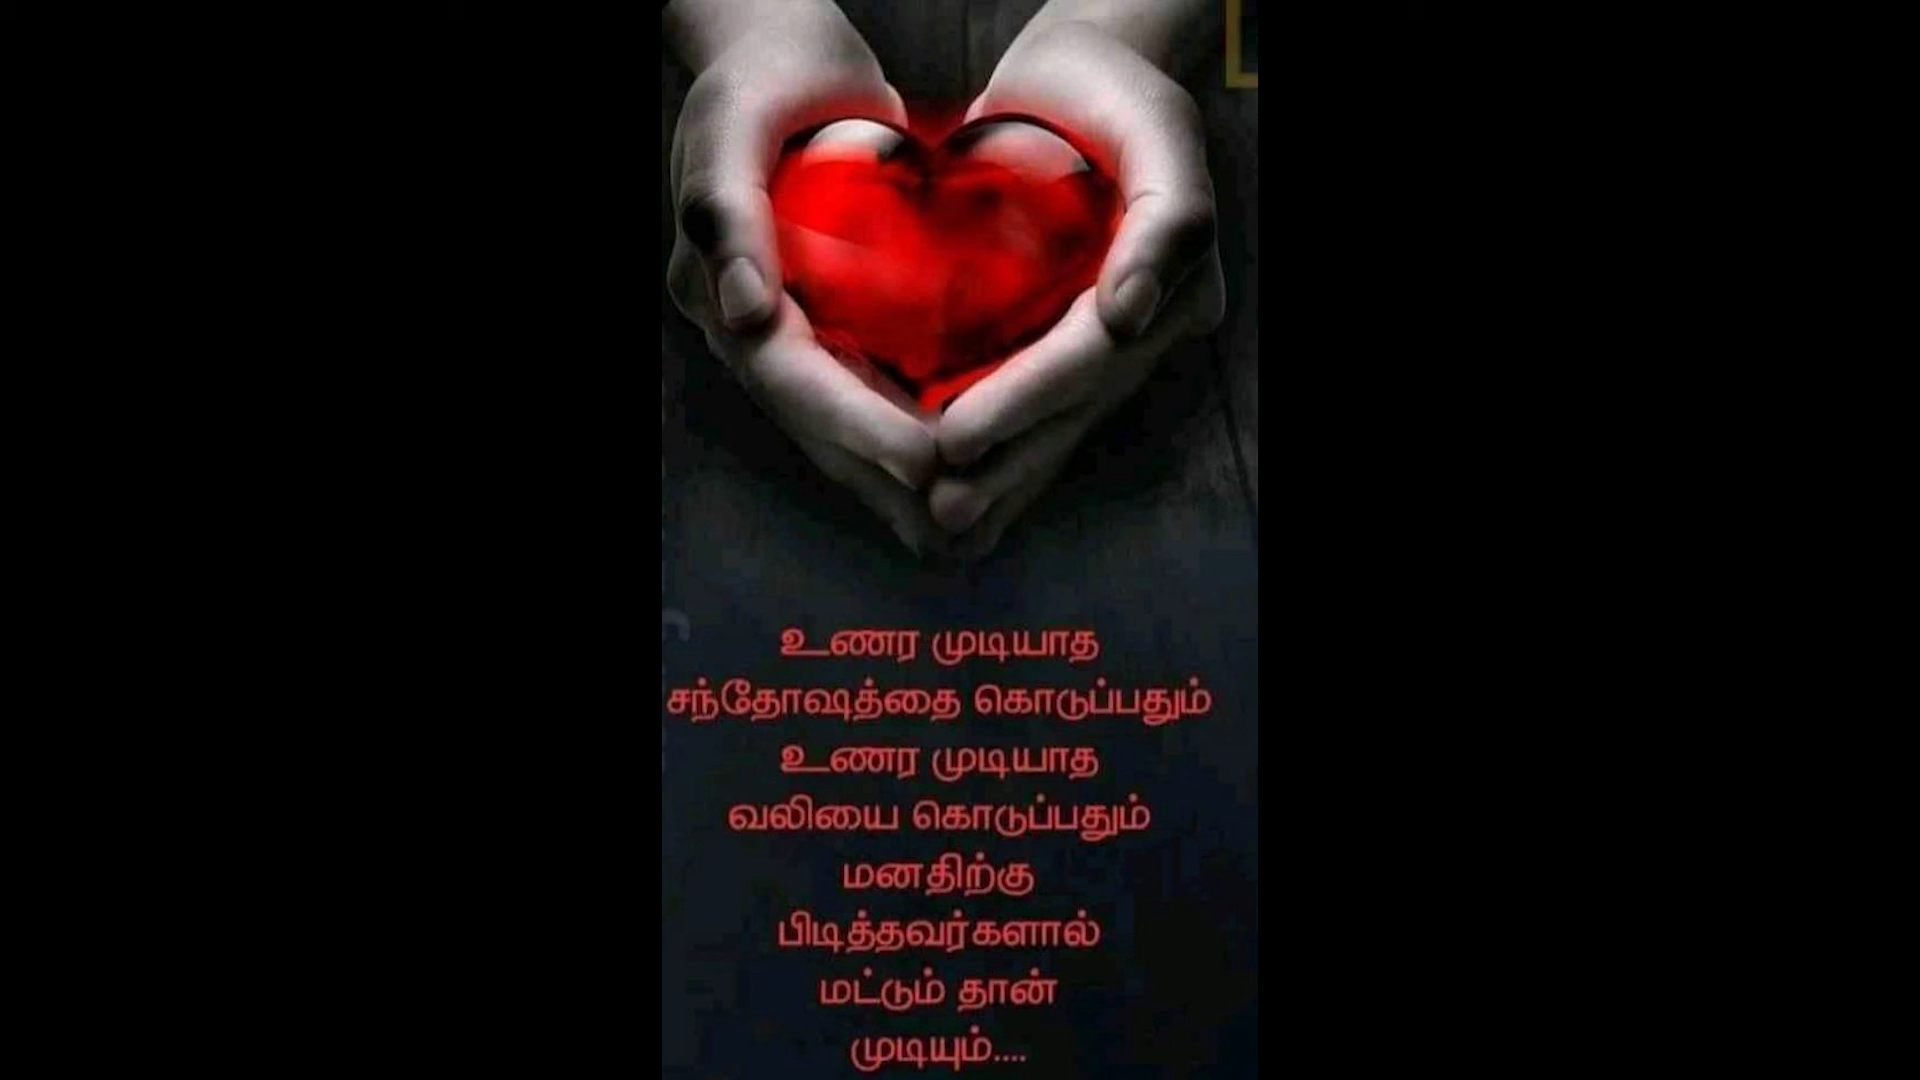 உணர முடியாத
சந்தோஷத்தை கொடுப்பதும்
உணர முடியாத
வலியை கொடுப்பதும்
மனதிற்கு
பிடித்தவர்களால்
மட்டும் தான்
முடியும்....